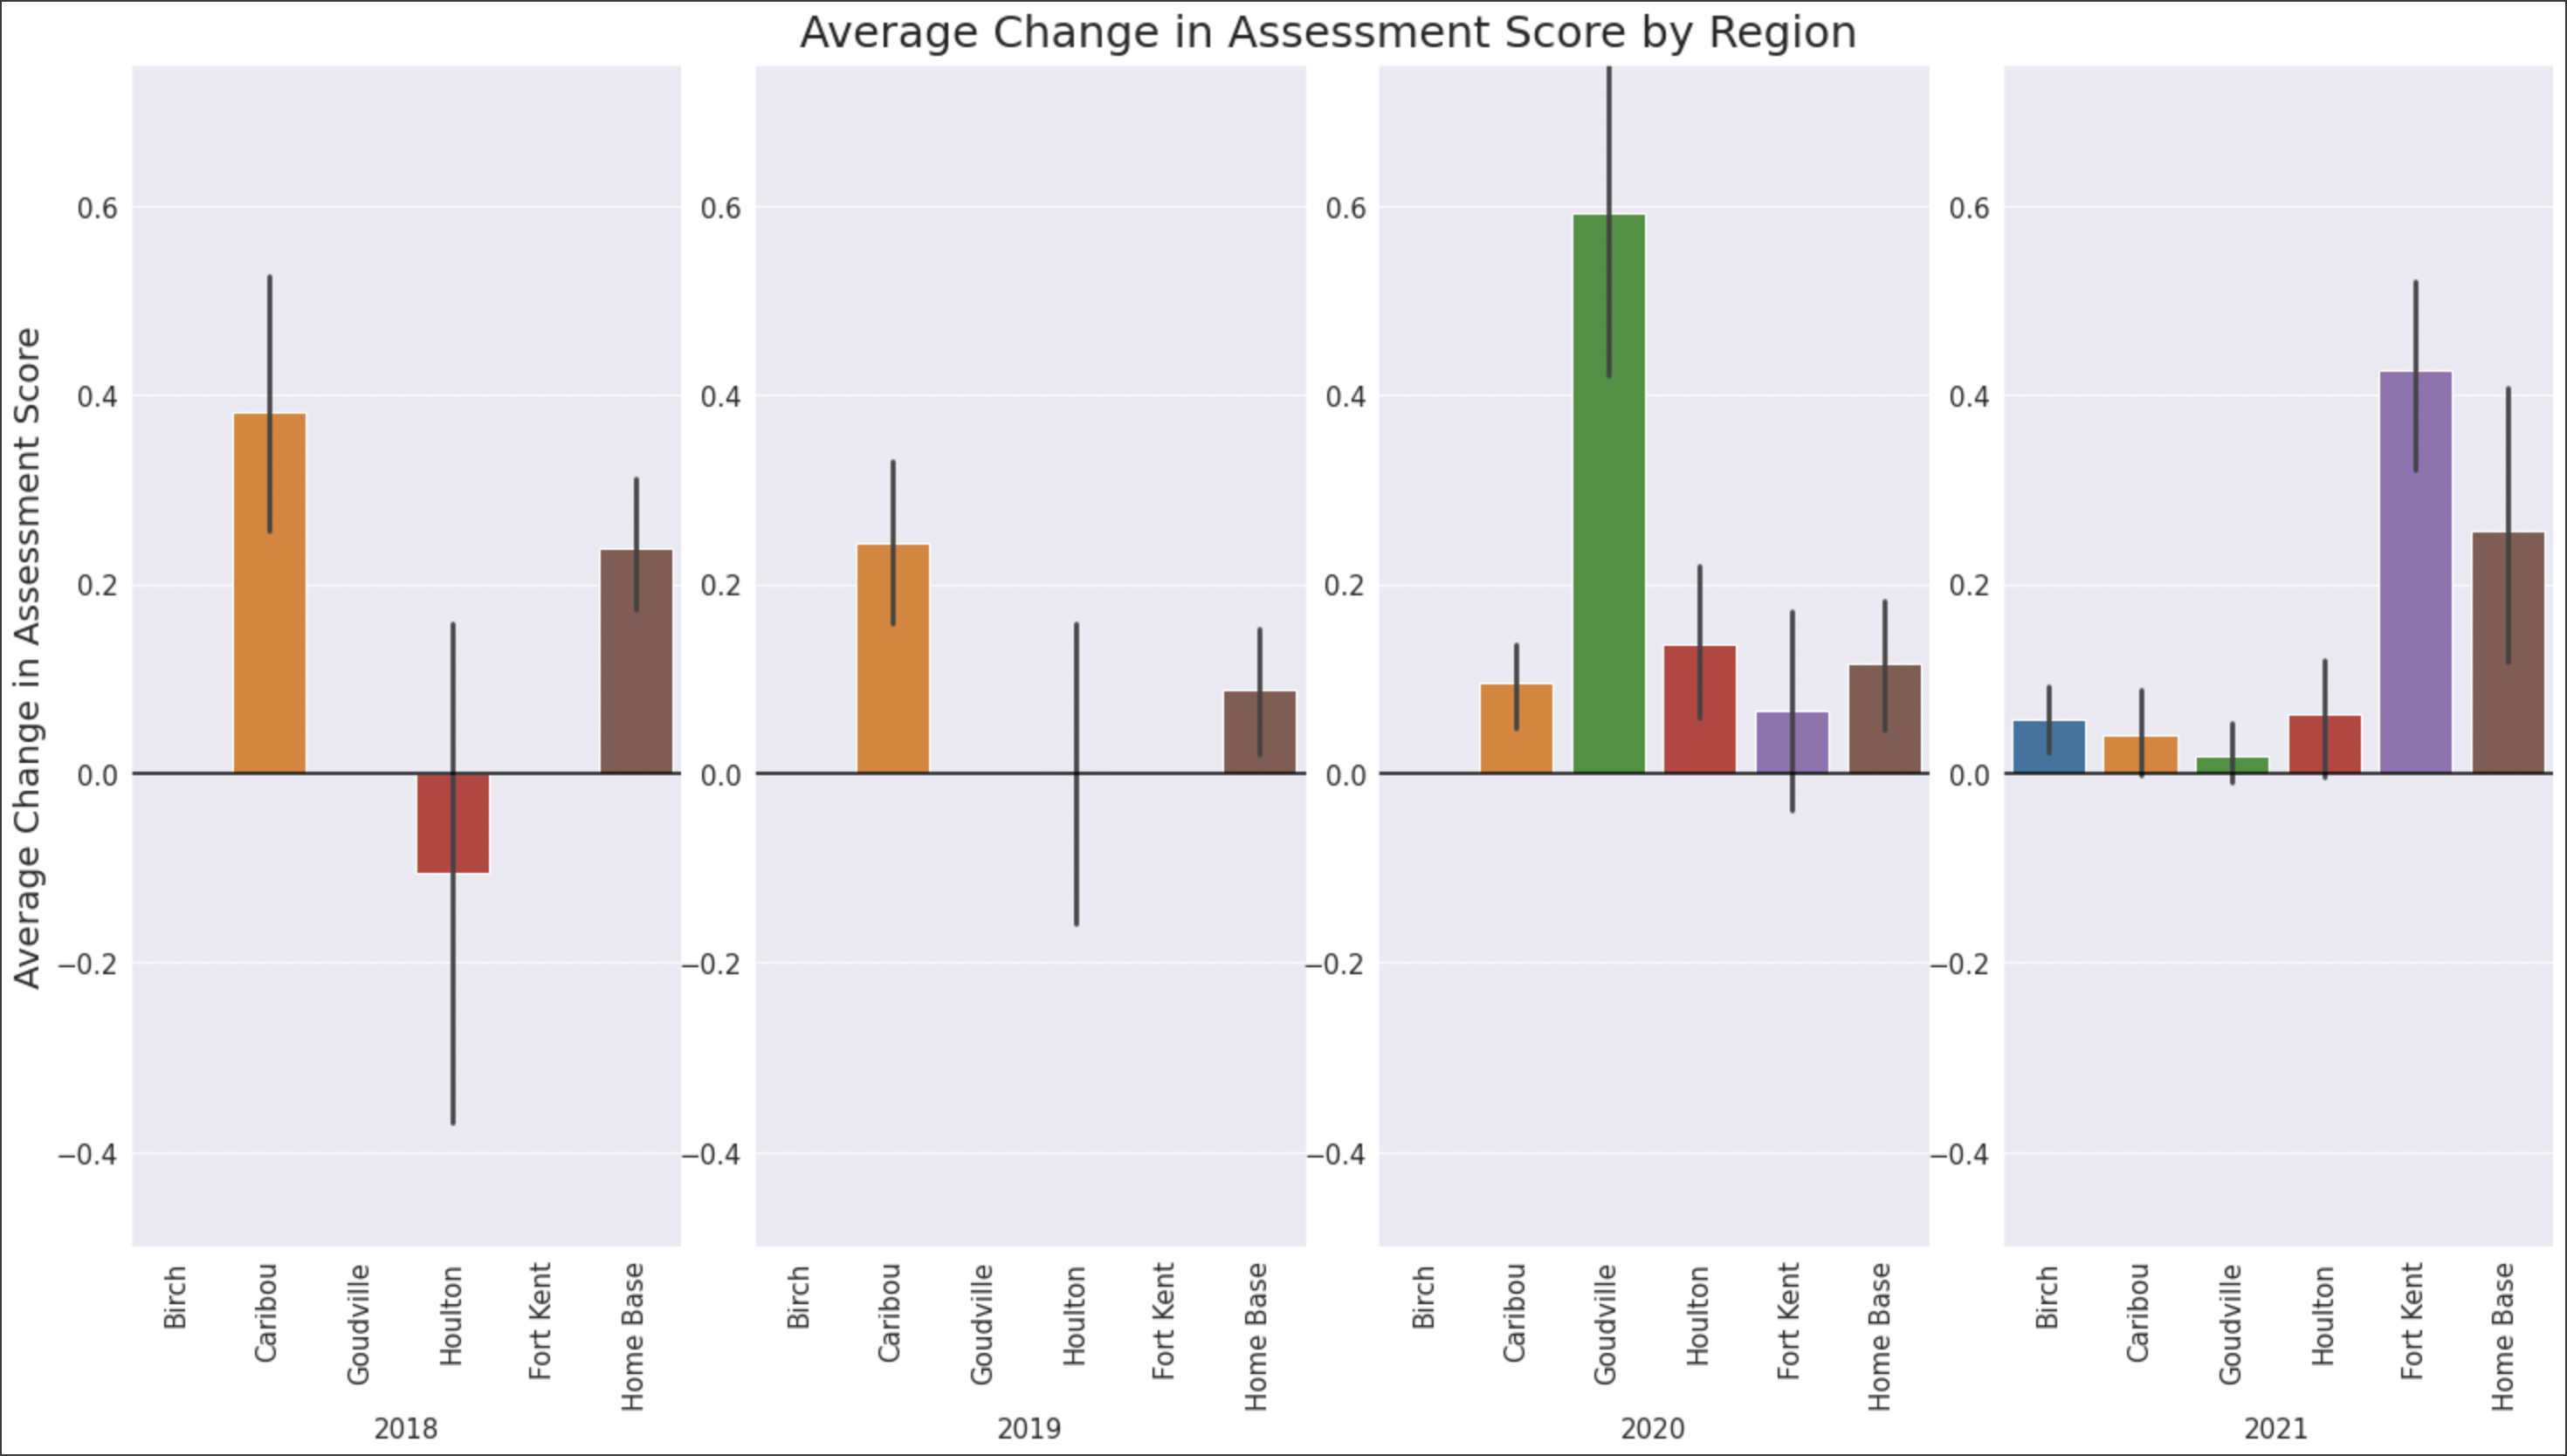 Average Change in Assessment Score by Region
Average Change in Assessment Score
0.6
0.4
0.2
0.0
−0.2
−0.4
Birch
Caribou
Goudville
Houlton
Fort Kent
Home Base
2018
0.6
0.4
0.2
0.0
−0.2
−0.4
Birch
Caribou
Goudville
Houlton
Fort Kent
Home Base
2019
0.6
0.4
0.2
0.0
−0.2
−0.4
Birch
Caribou
Goudville
Houlton
Fort Kent
Home Base
2020
0.6
0.4
0.2
0.0
−0.2
−0.4
Birch
Caribou
Goudville
Houlton
Fort Kent
Home Base
2021